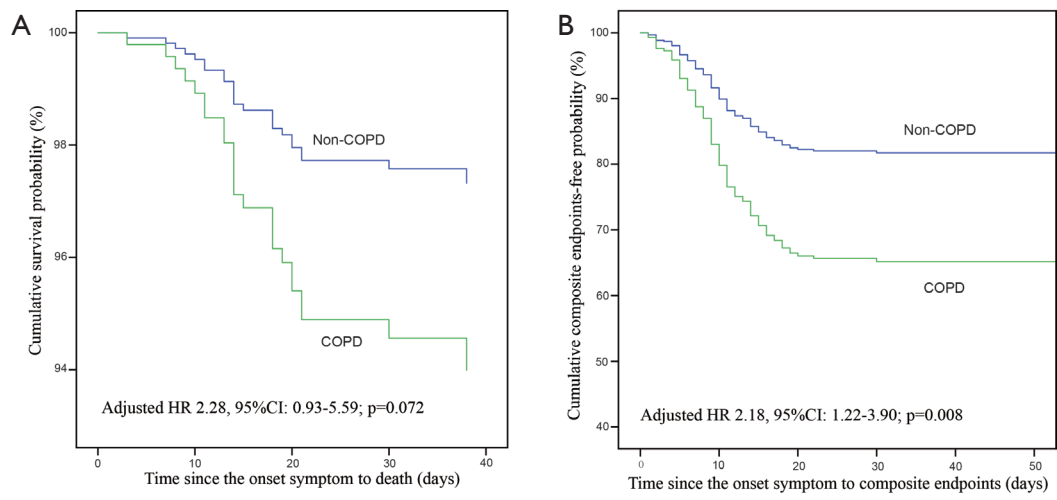 A
Cumulative survival probability (%)
100
98
96
94
Non-COPD
COPD
Adjusted HR 2.28, 95%CI: 0.93-5.59; p=0.072
0 10 20 30 40
Time since the onset symptom to death (days)
B
Cumulative composite endpoints-free probability (%)
100
90
80
70
60
50
40
Non-COPD
COPD
Adjusted HR 2.18, 95%CI: 1.22-3.90; p=0.008
0 10 20 30 40 50
Time since the onset symptom to composite endpoints (days)